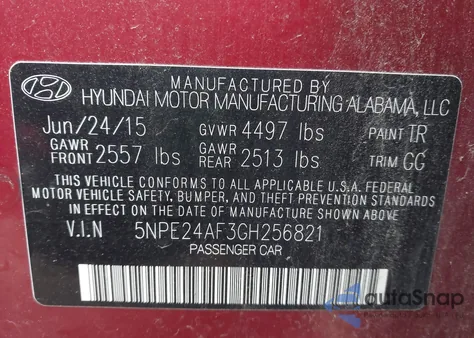 MANUFACTURED BY
HYUNDAI MOTOR MANUFACTURING ALABAMA, LLC
Jun/24/15 GVWR 4497 lbs PAINT TR
GAWR FRONT 2557 lbs GAWR REAR 2513 lbs TRIM GG
THIS VEHICLE CONFORMS TO ALL APPLICABLE U.S.A. FEDERAL
MOTOR VEHICLE SAFETY, BUMPER, AND THEFT PREVENTION STANDARDS
IN EFFECT ON THE DATE OF MANUFACTURE SHOWN ABOVE.
V.I.N 5NPE24AF3GH256821
PASSENGER CAR
autaSnap